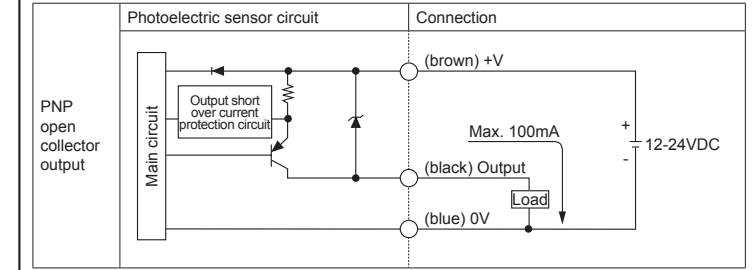 Photoelectric sensor circuit
Connection
PNP
open
collector
output
Main circuit
Output short
over current
protection circuit
(brown) +V
Max. 100mA
+
-
12-24VDC
(black) Output
Load
(blue) 0V